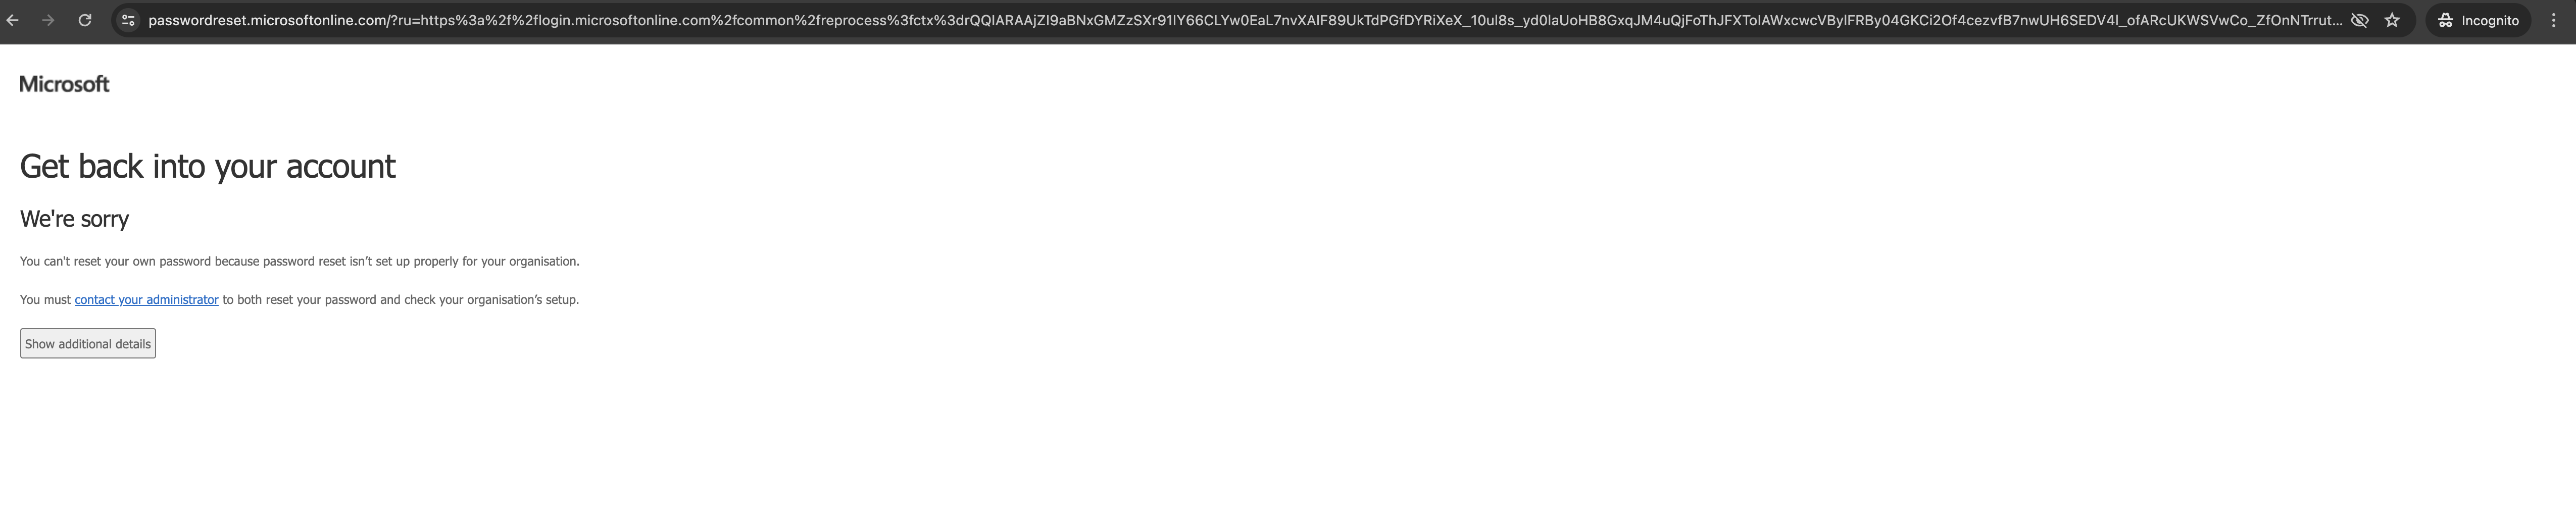 passwordreset.microsoftonline.com/?ru=https%3a%2f%2flogin.microsoftonline.com%2fcommon%2freprocess%3fctx%3drQQIARAAjZI9aBNxGMZzSXr91IY66CLYw0EaL7nvXAIF89UkTdPGfDYRiXeX_10ul8s_yd0laUoHB8GxqJM4uQjFoThJFXToIAWxcwcVBylFRBy04GKCi2Of4cezvfB7nwUH6SEDV4l_ofARcUKWSVwCo_ZfOnNTrrut... Incognito
Microsoft
Get back into your account
We're sorry
You can't reset your own password because password reset isn’t set up properly for your organisation.
You must contact your administrator to both reset your password and check your organisation’s setup.
Show additional details